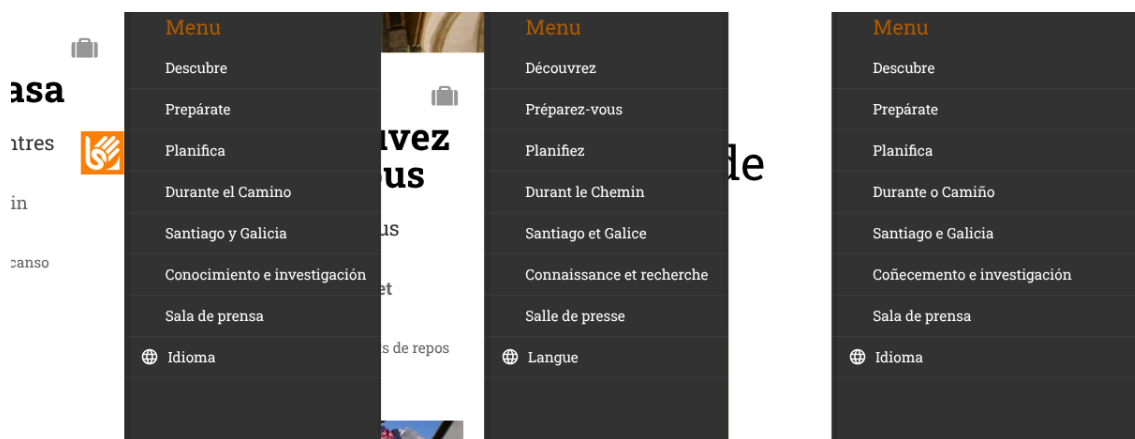 Menu
Descubre
Prepárate
Planifica
Durante el Camino
Santiago y Galicia
Conocimiento e investigación
Sala de prensa
Idioma
Menu
Découvrez
Préparez-vous
Planifiez
Durant le Chemin
Santiago et Galice
Connaissance et recherche
Salle de presse
Langue
Menu
Descubre
Prepárate
Planifica
Durante o Camiño
Santiago e Galicia
Coñecemento e investigación
Sala de prensa
Idioma
asa
ntres
in
canso
uvez
ous
us
et
s de repos
de